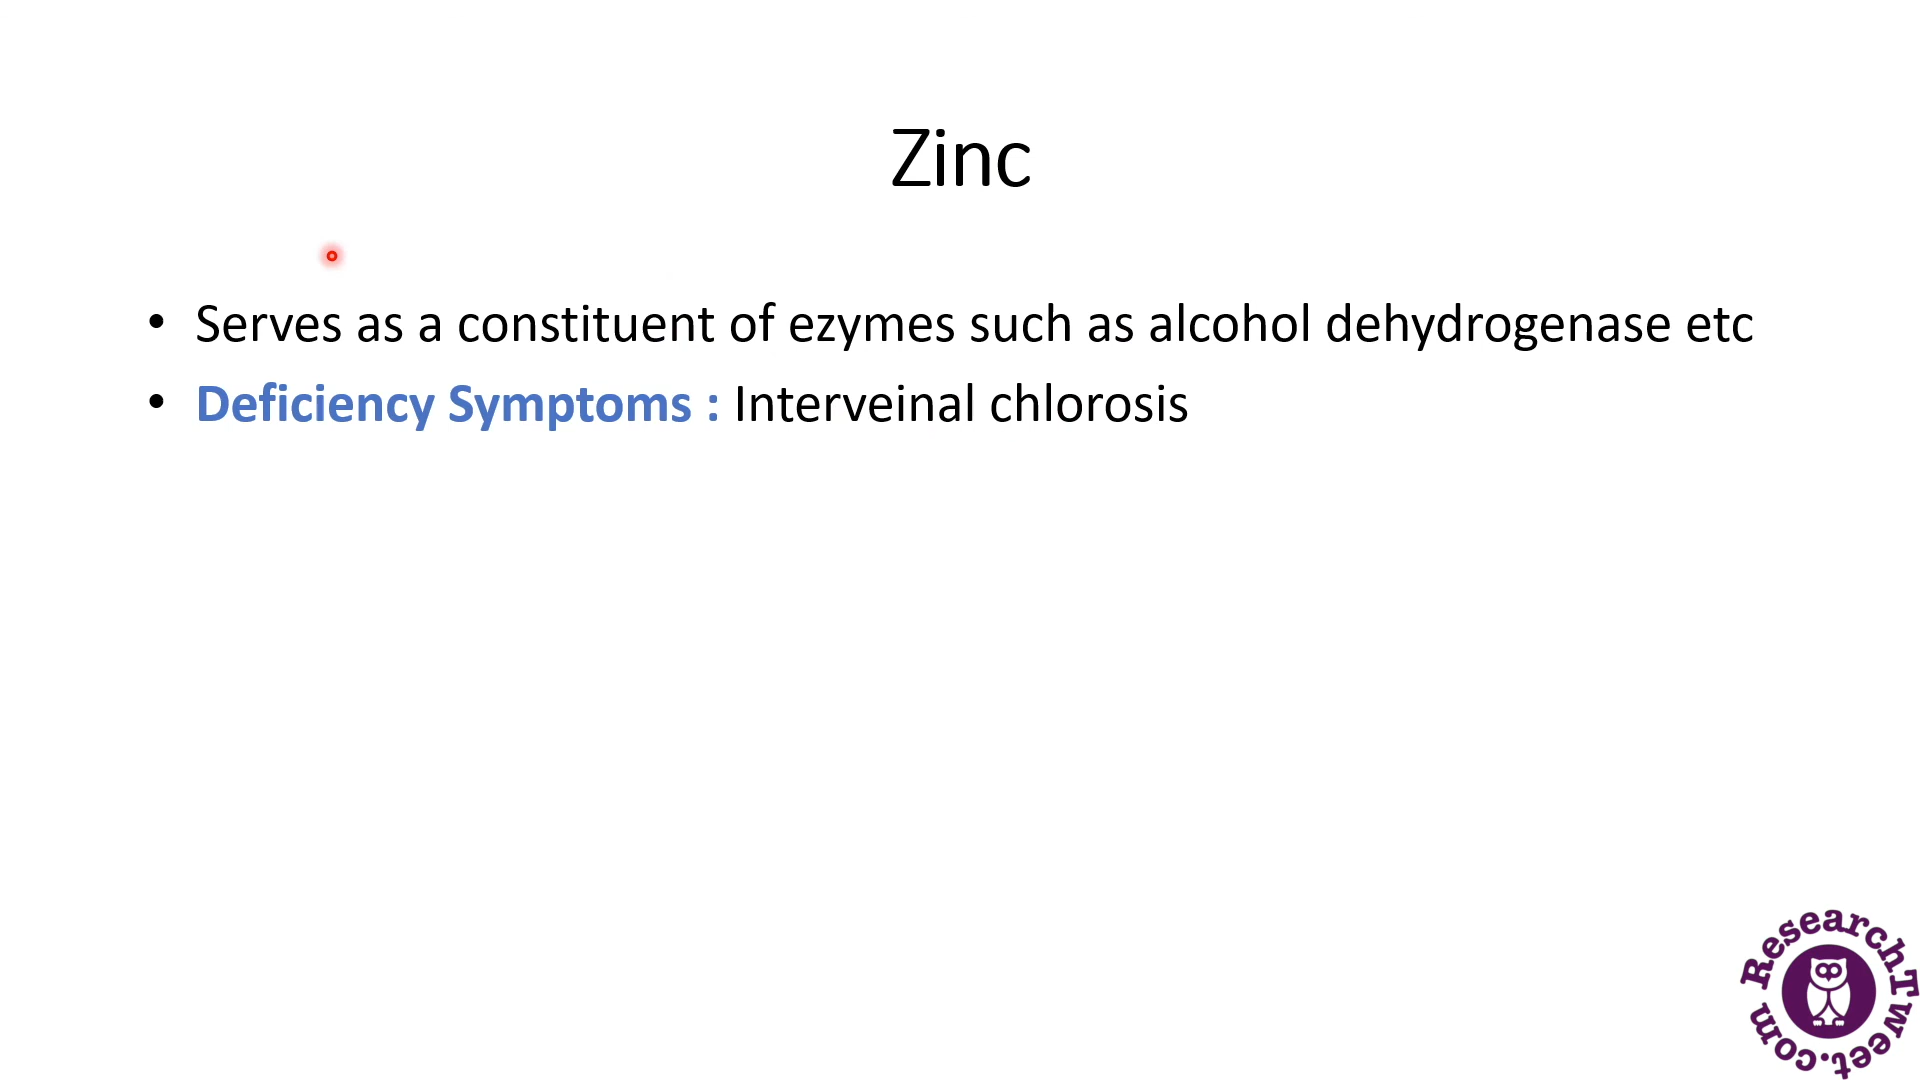 Zinc
• Serves as a constituent of ezymes such as alcohol dehydrogenase etc
• Deficiency Symptoms : Interveinal chlorosis
ResearchTweet.com